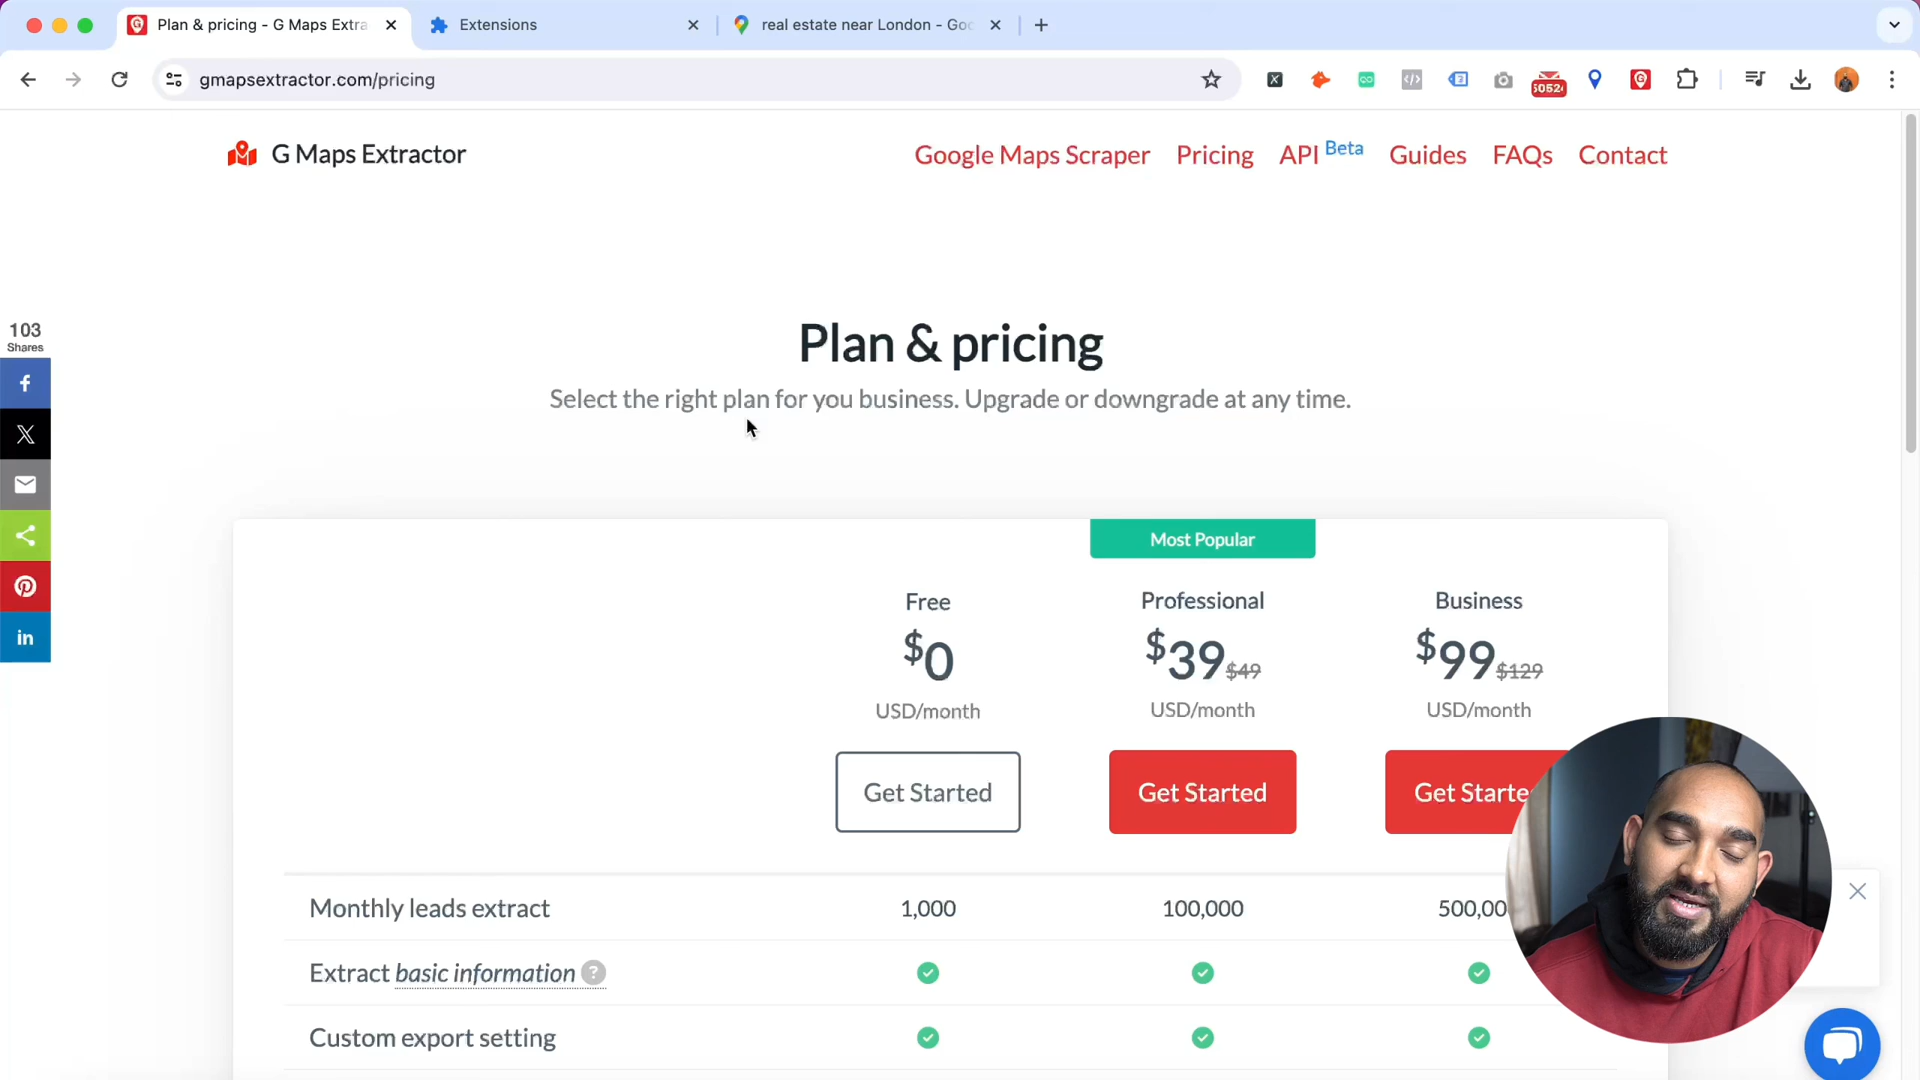 Plan & pricing - G Maps Extra
Extensions
real estate near London - Goo
gmapsextractor.com/pricing
G Maps Extractor
Google Maps Scraper
Pricing
API Beta
Guides
FAQs
Contact
Plan & pricing
Select the right plan for you business. Upgrade or downgrade at any time.
103
Shares
Most Popular
Free
Professional
Business
$0
$39 $49
$99 $129
USD/month
USD/month
USD/month
Get Started
Get Started
Get Starte
Monthly leads extract
1,000
100,000
500,00
Extract basic information ?
Custom export setting